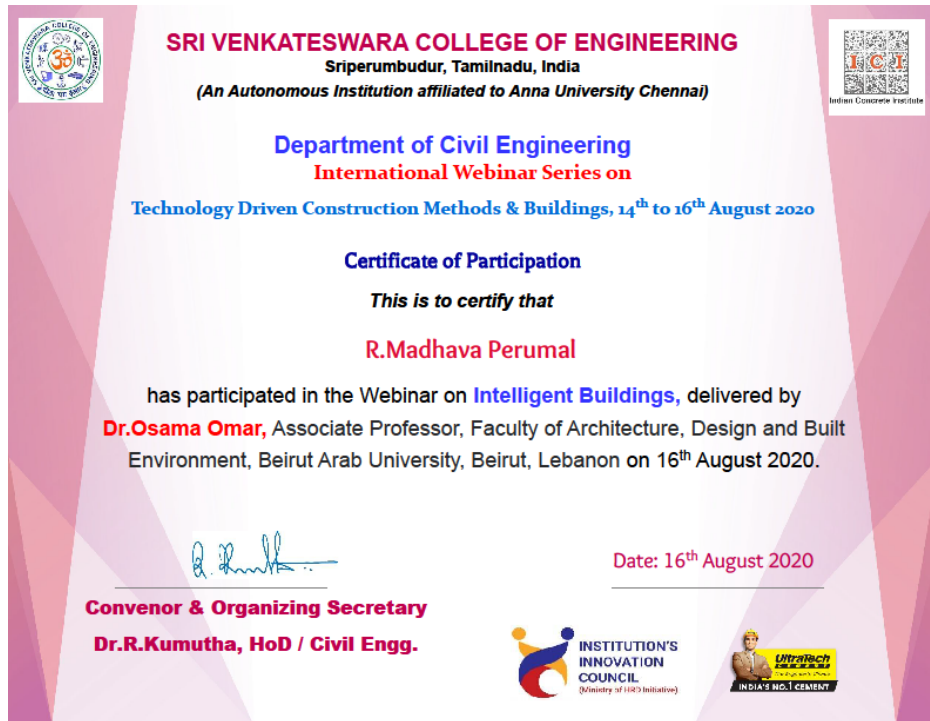 SRI VENKATESWARA COLLEGE OF ENGINEERING
Sriperumbudur, Tamilnadu, India
(An Autonomous Institution affiliated to Anna University Chennai)
ICI
Indian Concrete Institute
Department of Civil Engineering
International Webinar Series on
Technology Driven Construction Methods & Buildings, 14th to 16th August 2020
Certificate of Participation
This is to certify that
R.Madhava Perumal
has participated in the Webinar on Intelligent Buildings, delivered by
Dr.Osama Omar, Associate Professor, Faculty of Architecture, Design and Built
Environment, Beirut Arab University, Beirut, Lebanon on 16th August 2020.
Date: 16th August 2020
Convenor & Organizing Secretary
Dr.R.Kumutha, HoD / Civil Engg.
INSTITUTION'S
INNOVATION
COUNCIL
(Ministry of HRD Initiative)
UltraTech
CEMENT
The Engineer's Choice
INDIA'S NO.1 CEMENT